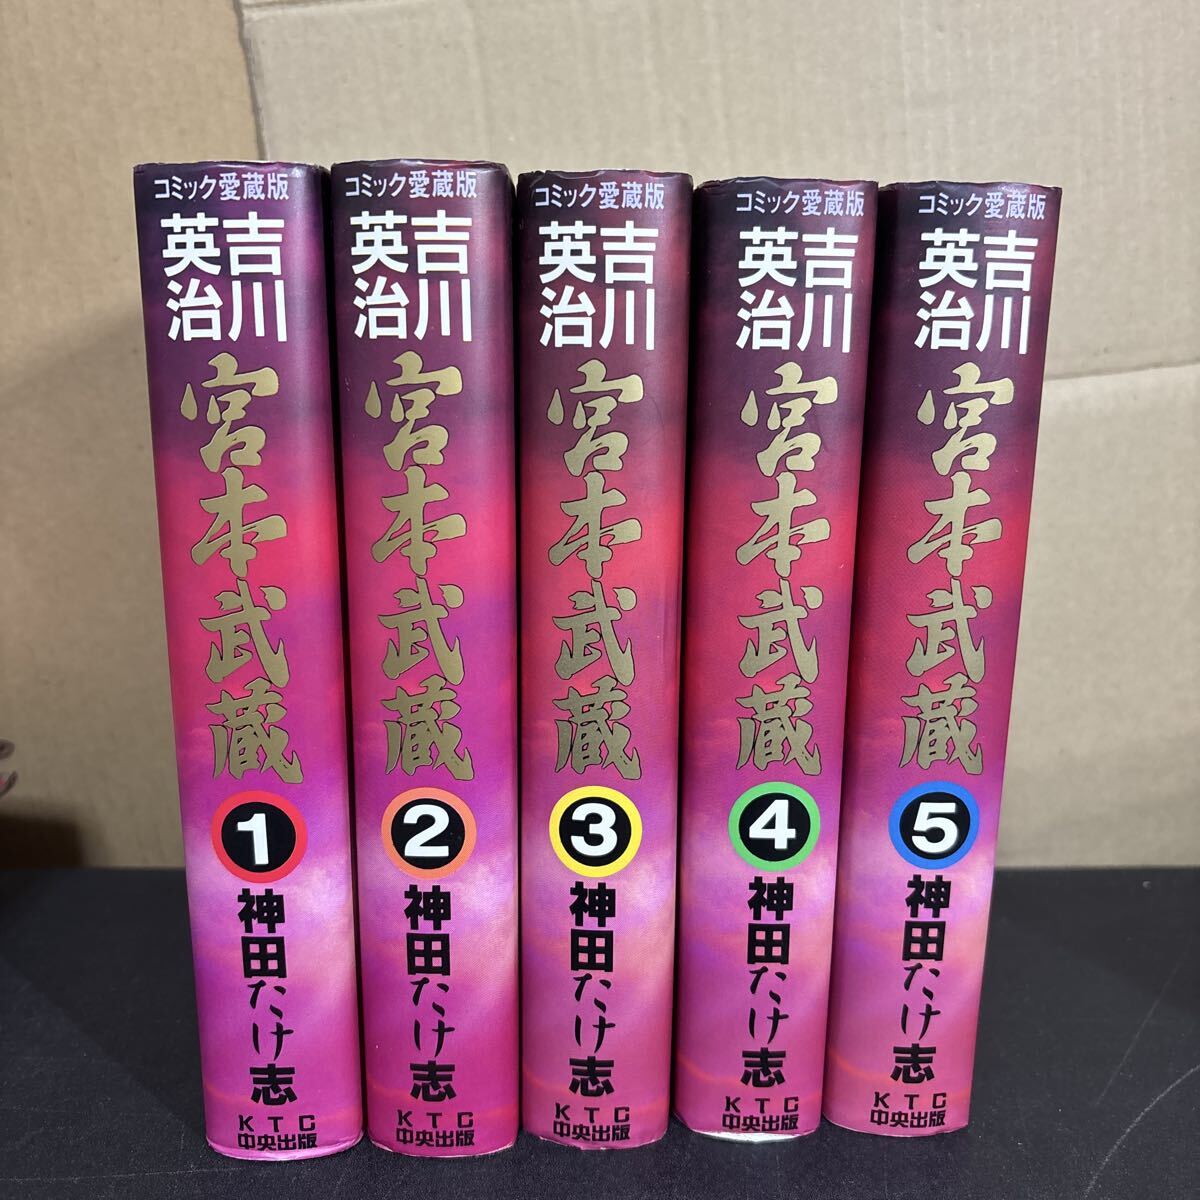 コミック愛蔵版
吉川
英治
宮本武蔵
1
神田たけ志
KTC
中央出版
コミック愛蔵版
吉川
英治
宮本武蔵
2
神田たけ志
KTC
中央出版
コミック愛蔵版
吉川
英治
宮本武蔵
3
神田たけ志
KTC
中央出版
コミック愛蔵版
吉川
英治
宮本武蔵
4
神田たけ志
KTC
中央出版
コミック愛蔵版
吉川
英治
宮本武蔵
5
神田たけ志
KTC
中央出版